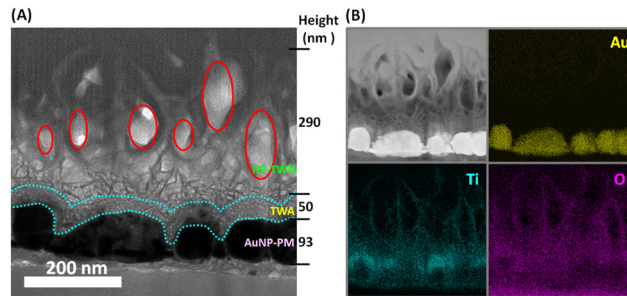 (A)
Height
(nm)
290
50
93
TWA
AuNP-PM
200 nm
(B)
Au
Ti
O